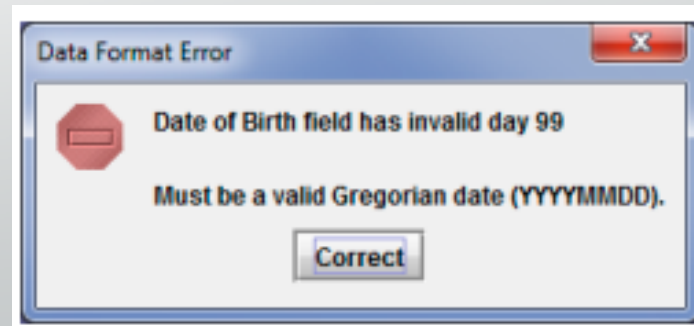 Data Format Error
Date of Birth field has invalid day 99
Must be a valid Gregorian date (YYYYMMDD).
Correct